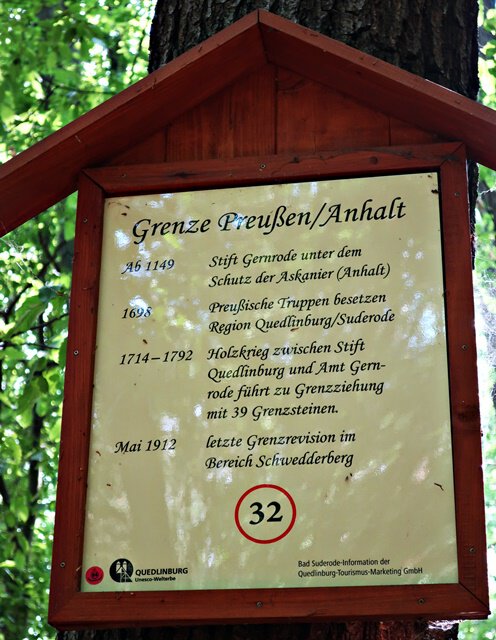 Grenze Preußen/Anhalt
Ab 1149 Stift Gernrode unter dem
Schutz der Askanier (Anhalt)
1698 Preußische Truppen besetzen
Region Quedlinburg/Suderode
1714–1792 Holzkrieg zwischen Stift
Quedlinburg und Amt Gern-
rode führt zu Grenzziehung
mit 39 Grenzsteinen.
Mai 1912 letzte Grenzrevision im
Bereich Schwedderberg
32
QUEDLINBURG
Unesco-Welterbe
Bad Suderode-Information der
Quedlinburg-Tourismus-Marketing GmbH